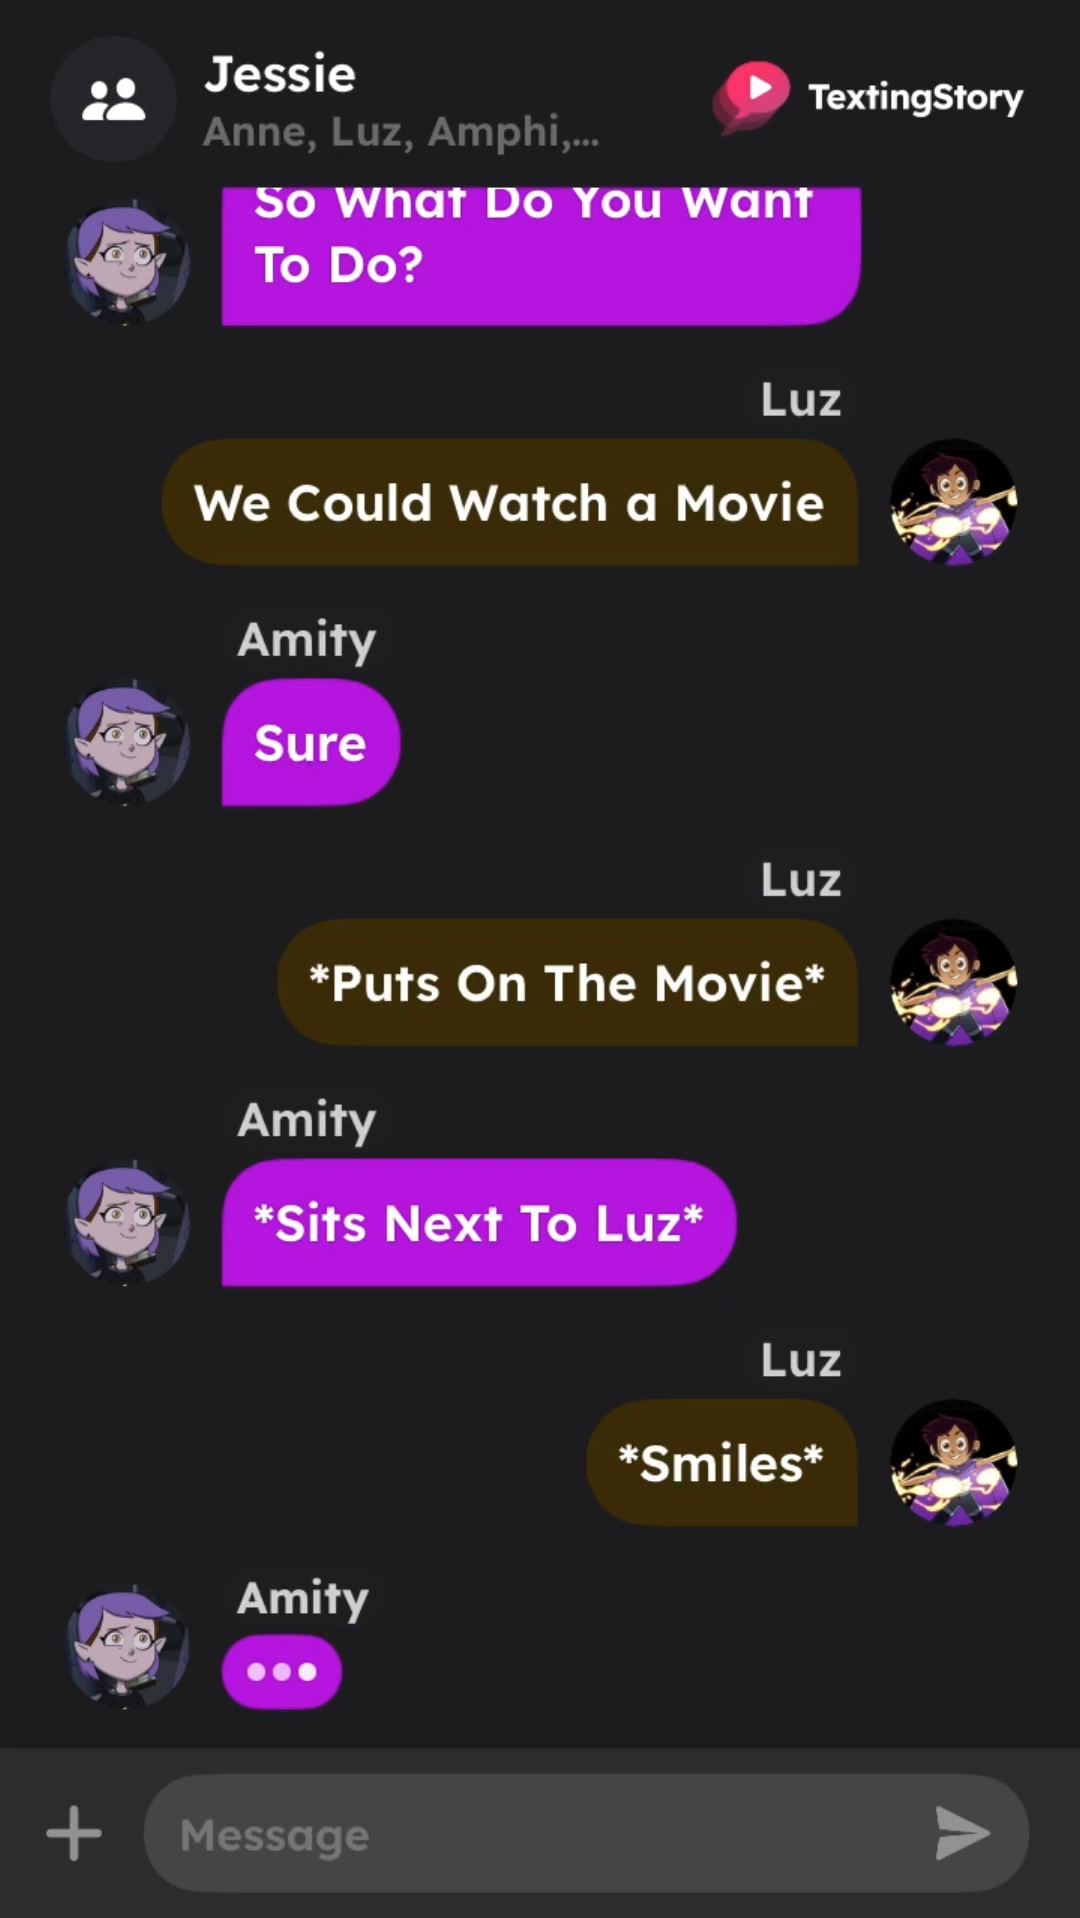 Jessie
TextingStory
Anne, Luz, Amphi,...
So What Do You Want
To Do?
Luz
We Could Watch a Movie
Amity
Sure
Luz
*Puts On The Movie*
Amity
*Sits Next To Luz*
Luz
*Smiles*
Amity
Message